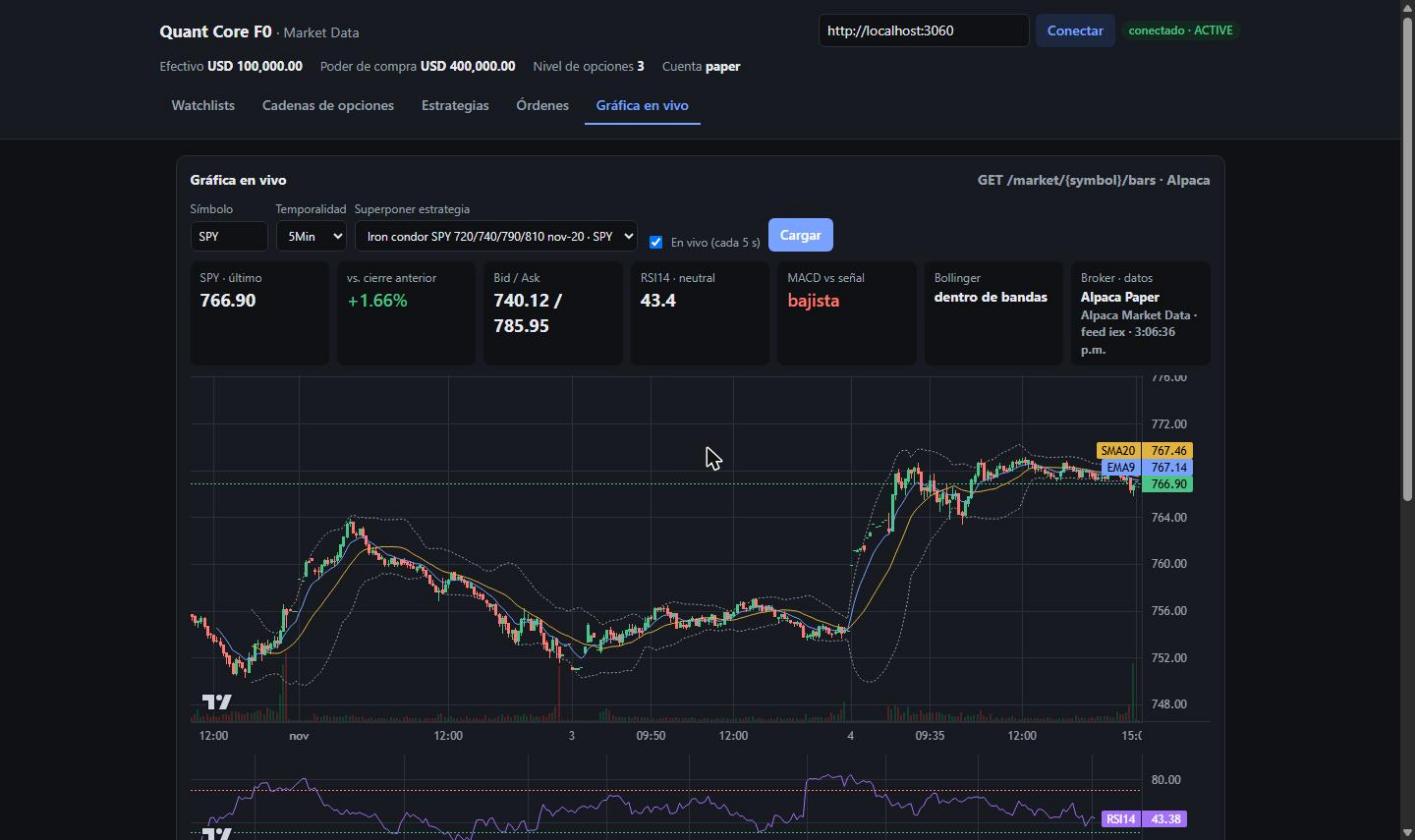 Quant Core F0 · Market Data
http://localhost:3060
Conectar
conectado · ACTIVE
Efectivo USD 100,000.00 Poder de compra USD 400,000.00 Nivel de opciones 3 Cuenta paper
Watchlists Cadenas de opciones Estrategias Órdenes Gráfica en vivo
Gráfica en vivo
GET /market/{symbol}/bars · Alpaca
Símbolo Temporalidad Superponer estrategia
SPY 5Min Iron condor SPY 720/740/790/810 nov-20 · SPY En vivo (cada 5 s) Cargar
SPY · último
766.90
vs. cierre anterior
+1.66%
Bid / Ask
740.12 /
785.95
RSI14 · neutral
43.4
MACD vs señal
bajista
Bollinger
dentro de bandas
Broker · datos
Alpaca Paper
Alpaca Market Data ·
feed iex · 3:06:36
p.m.
776.00
772.00
SMA20 767.46
EMA9 767.14
766.90
764.00
760.00
756.00
752.00
748.00
12:00 nov 12:00 3 09:50 12:00 4 09:35 12:00
80.00
RSI14 43.38